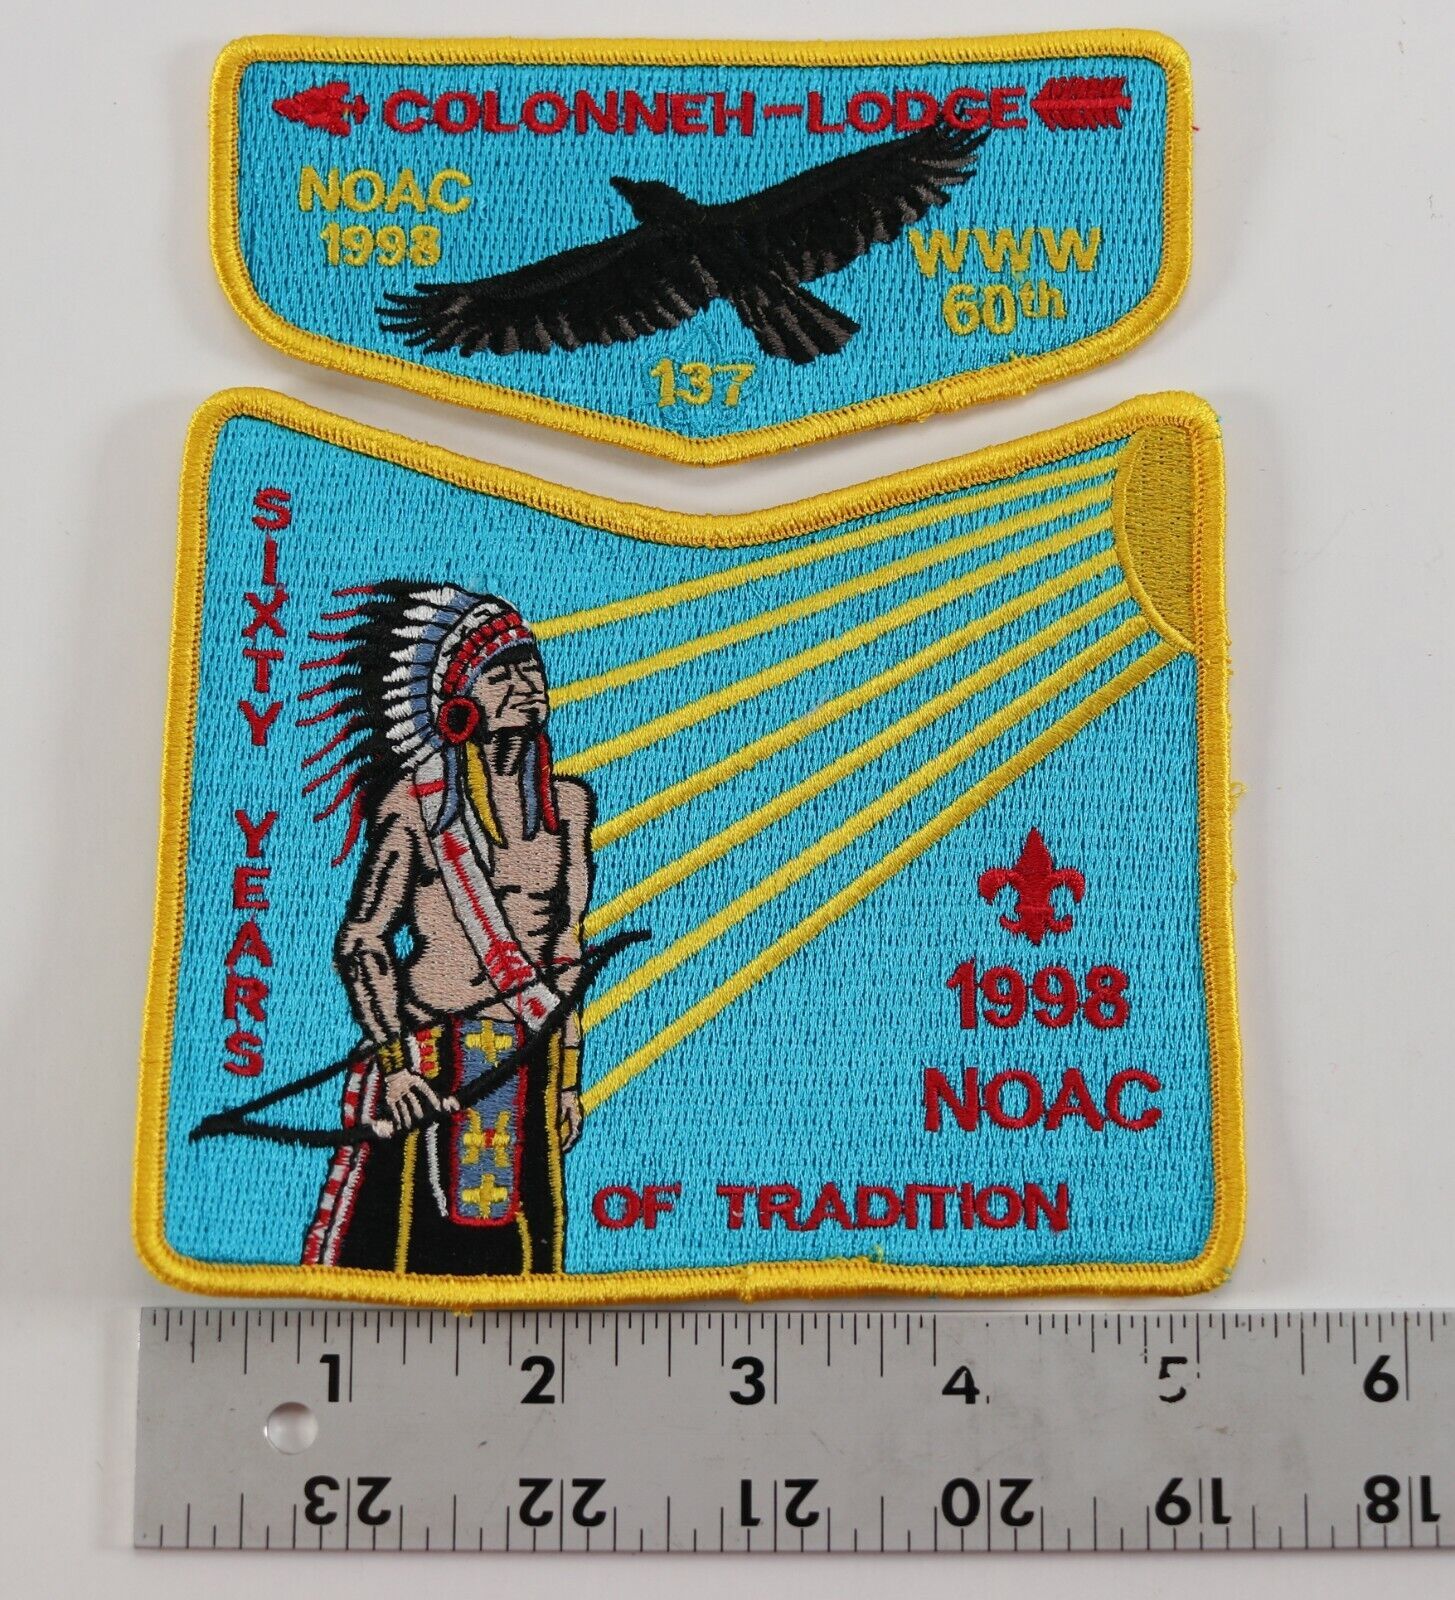 COLONNEH-LODGE
NOAC
1998
WWW
60th
137
SIXTY YEARS
1998
NOAC
OF TRADITION
1 2 3 4 5 6
23 22 21 20 19 18